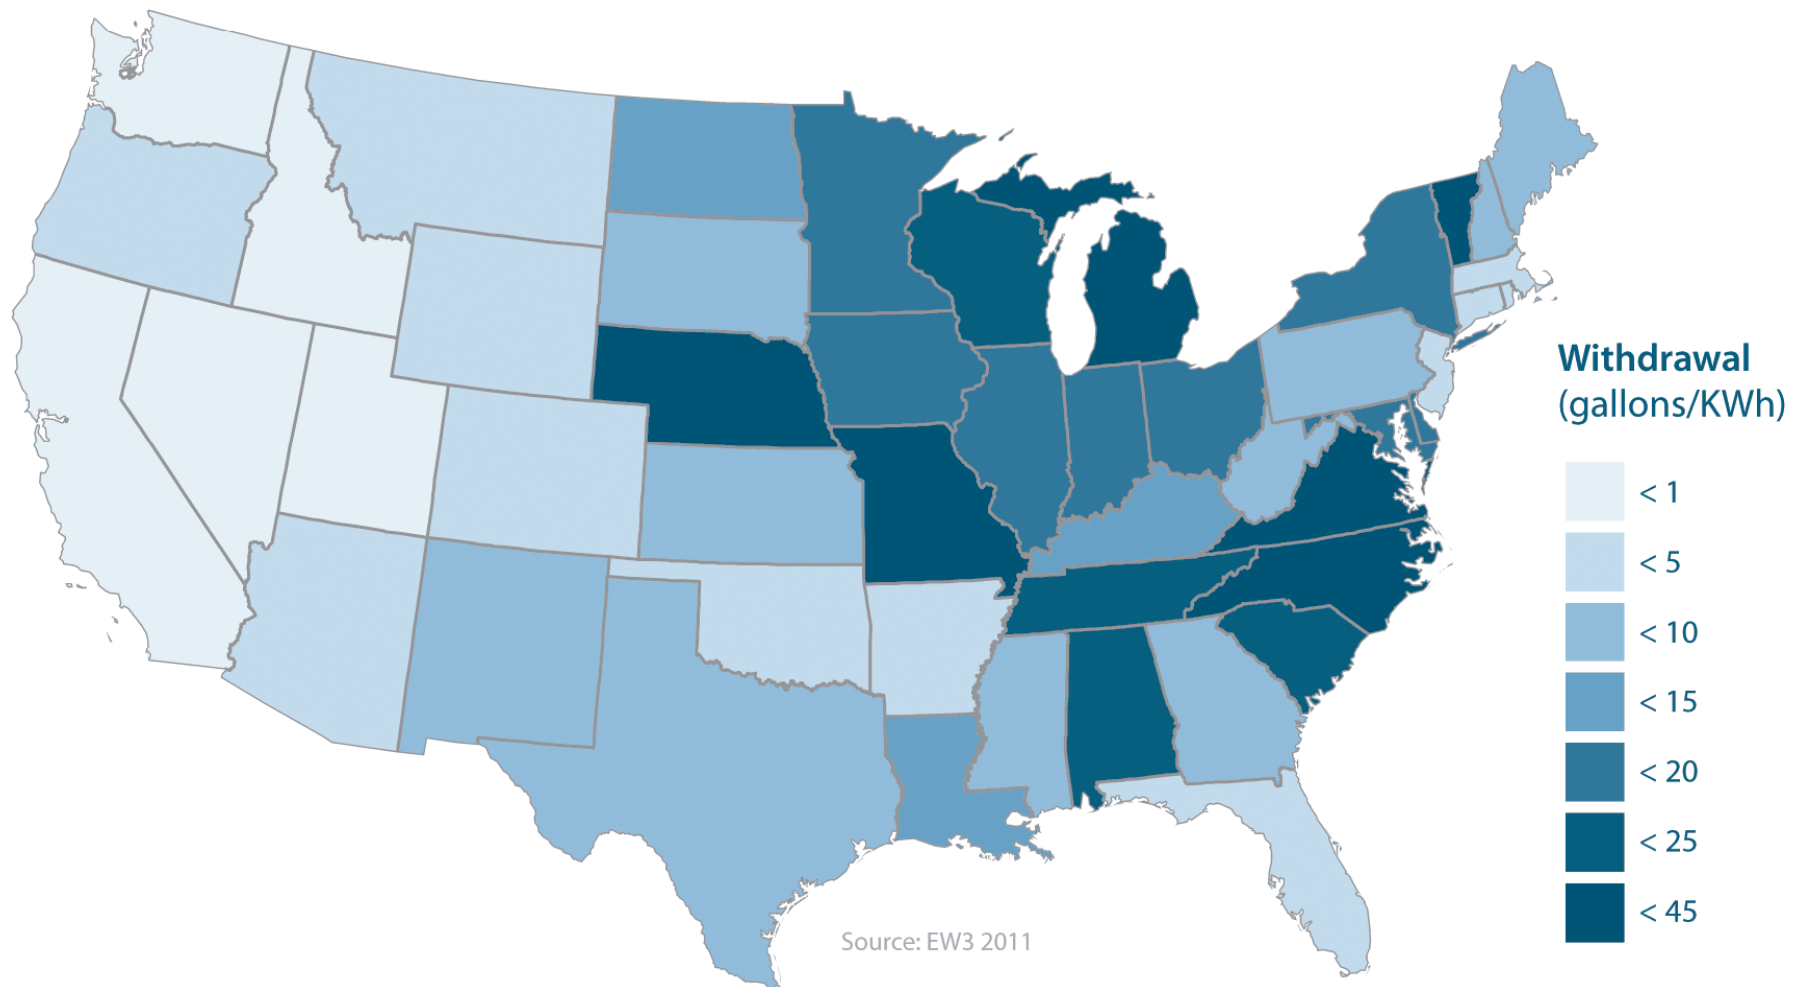 Withdrawal
(gallons/KWh)
< 1
< 5
< 10
< 15
< 20
< 25
< 45
Source: EW3 2011